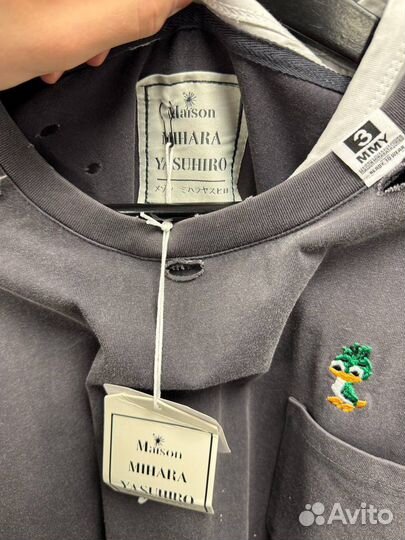 Maison
MIHARA
YASUHIRO
メゾン ミハラヤスヒロ
3
MMY
Maison
MIHARA
YASUHIRO
Avito